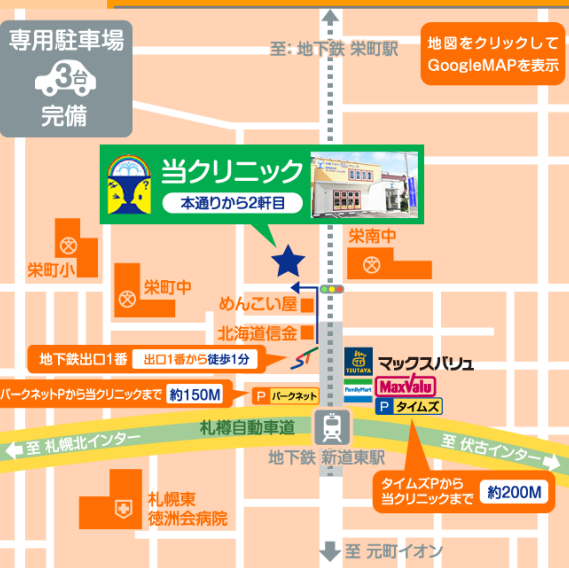 専用駐車場
3台
完備
至：地下鉄 栄町駅
地図をクリックして
GoogleMAPを表示
当クリニック
本通りから2軒目
栄町小
栄町中
栄南中
めんこい屋
北海道信金
地下鉄出口1番 出口1番から徒歩1分
ST
TSUTAYA
マックスバリュ
FamilyMart
MaxValu
P タイムズ
パークネットPから当クリニックまで 約150M
P パークネット
札樽自動車道
至 札幌北インター
至 伏古インター
地下鉄 新道東駅
タイムズPから
当クリニックまで 約200M
札幌東
徳洲会病院
至 元町イオン